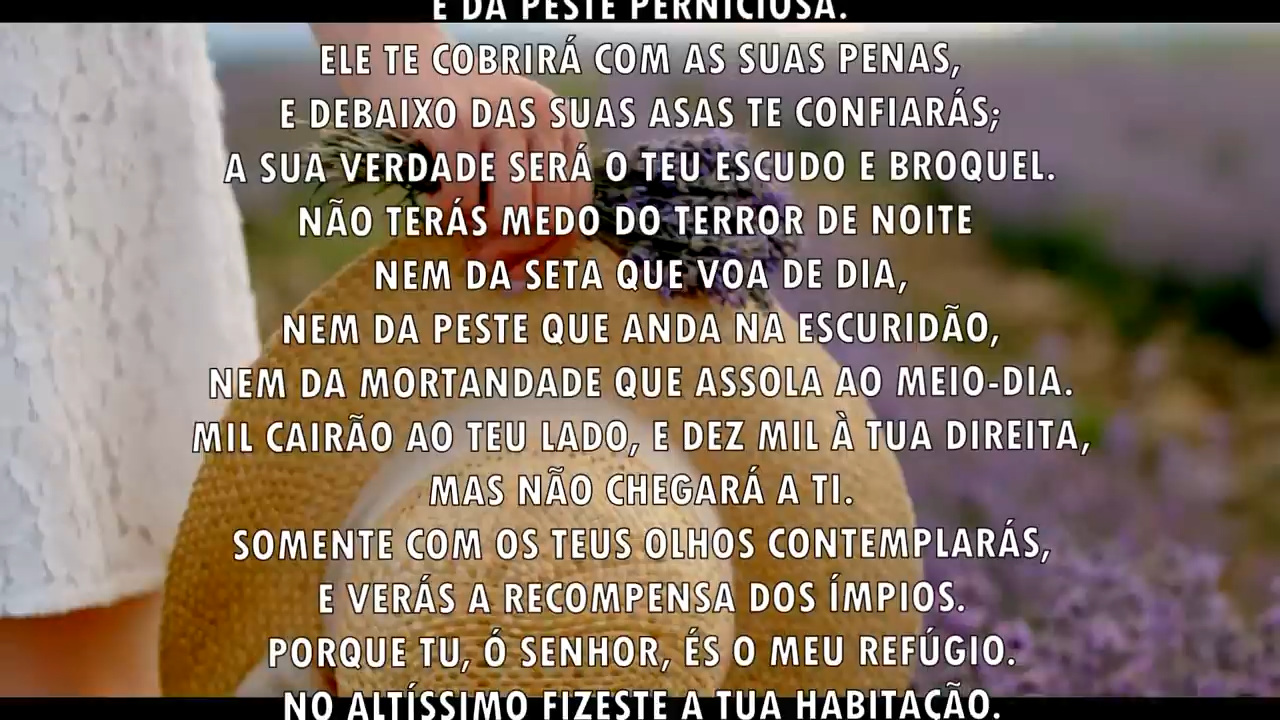 E DA PESTE PERNICIOSA.
ELE TE COBRIRÁ COM AS SUAS PENAS,
E DEBAIXO DAS SUAS ASAS TE CONFIARÁS;
A SUA VERDADE SERÁ O TEU ESCUDO E BROQUEL.
NÃO TERÁS MEDO DO TERROR DE NOITE
NEM DA SETA QUE VOA DE DIA,
NEM DA PESTE QUE ANDA NA ESCURIDÃO,
NEM DA MORTANDADE QUE ASSOLA AO MEIO-DIA.
MIL CAIRÃO AO TEU LADO, E DEZ MIL À TUA DIREITA,
MAS NÃO CHEGARÁ A TI.
SOMENTE COM OS TEUS OLHOS CONTEMPLARÁS,
E VERÁS A RECOMPENSA DOS ÍMPIOS.
PORQUE TU, Ó SENHOR, ÉS O MEU REFÚGIO.
NO ALTÍSSIMO FIZESTE A TUA HABITAÇÃO.